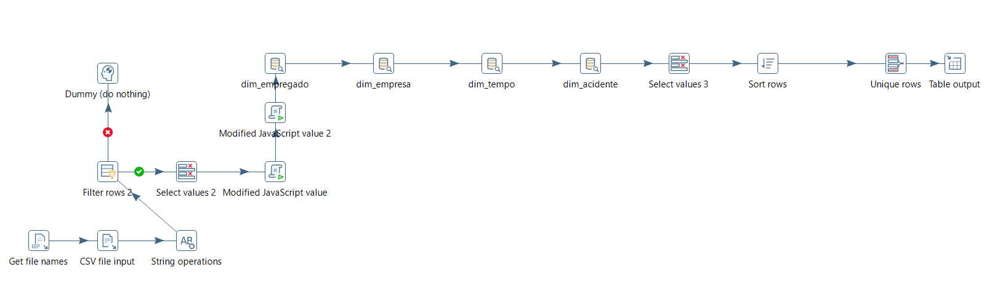 dim_empregado
dim_empresa
dim_tempo
dim_acidente
Select values 3
Sort rows
Unique rows
Table output
Dummy (do nothing)
Modified JavaScript value 2
Filter rows 2
Select values 2
Modified JavaScript value
Get file names
CSV file input
AB
String operations